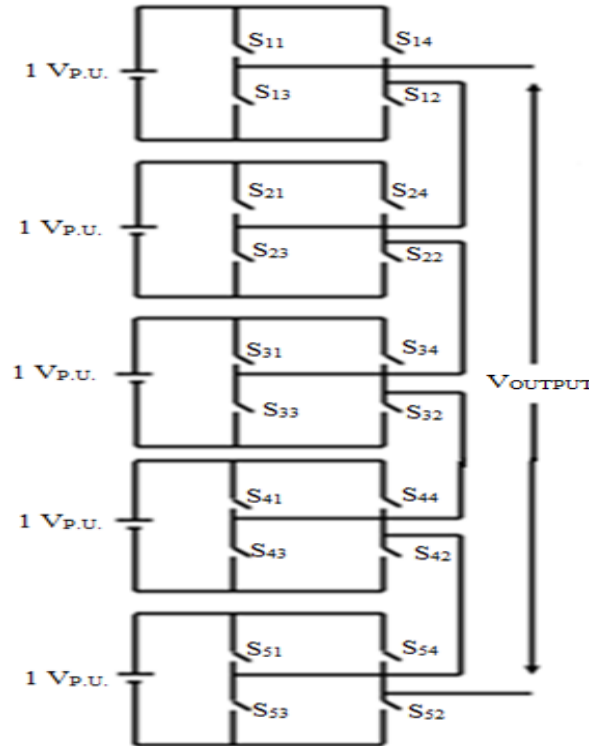 S11 S14
1 VP.U.
S13 S12
S21 S24
1 VP.U.
S23 S22
S31 S34
1 VP.U.
VOUTPUT
S33 S32
S41 S44
1 VP.U.
S43 S42
S51 S54
1 VP.U.
S53 S52